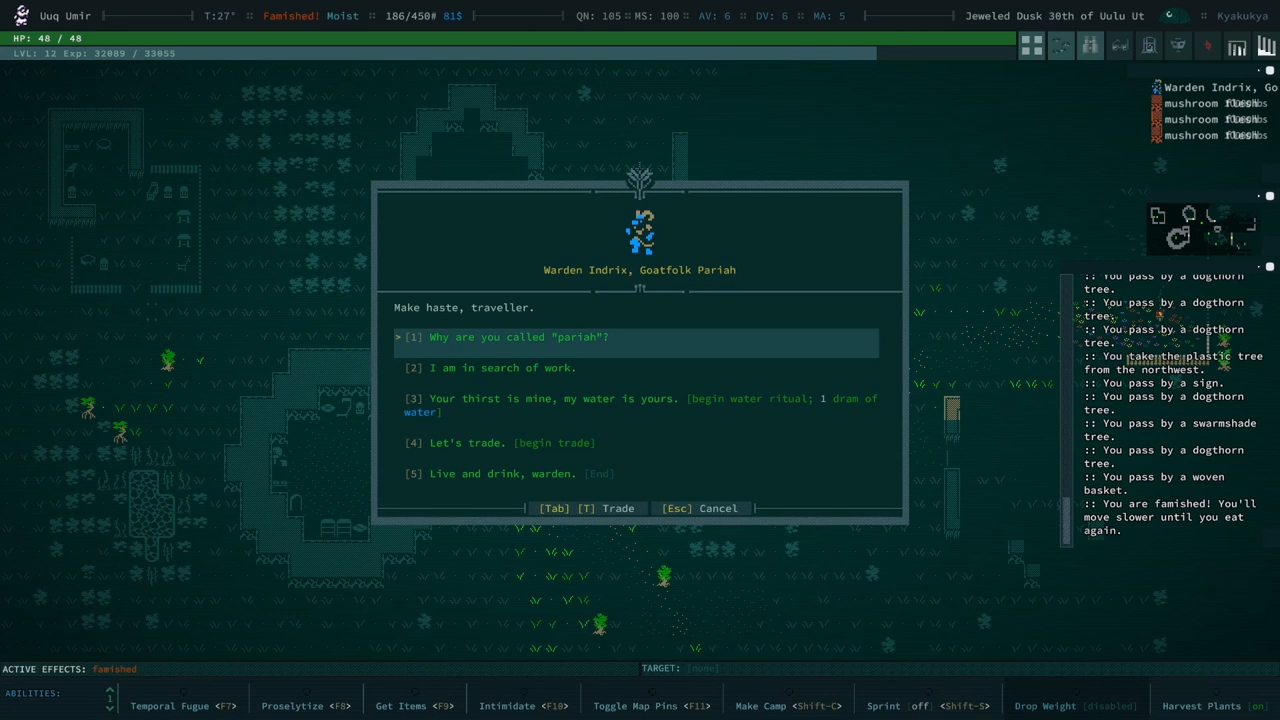 Uuq Umir
T:27° :: Famished! Moist :: 186/450# 81$
QN: 105 :: MS: 100 :: AV: 6 :: DV: 6 :: MA: 5
Jeweled Dusk 30th of Uulu Ut
Kyakukya
HP: 48 / 48
LVL: 12 Exp: 32089 / 33055
Warden Indrix, Go
mushroom
mushroom
mushroom
Warden Indrix, Goatfolk Pariah
Make haste, traveller.
> [1] Why are you called "pariah"?
[2] I am in search of work.
[3] Your thirst is mine, my water is yours. [begin water ritual; 1 dram of
water]
[4] Let's trade. [begin trade]
[5] Live and drink, warden. [End]
[Tab] [T] Trade
[Esc] Cancel
:: You pass by a dogthorn
tree.
:: You pass by a dogthorn
tree.
:: You pass by a dogthorn
tree.
:: You take the plastic tree
from the northwest.
:: You pass by a sign.
:: You pass by a dogthorn
tree.
:: You pass by a swarmshade
tree.
:: You pass by a dogthorn
tree.
:: You pass by a woven
basket.
:: You are famished! You'll
move slower until you eat
again.
ACTIVE EFFECTS: famished
TARGET: [none]
ABILITIES:
1
Temporal Fugue <F7>
Proselytize <F8>
Get Items <F9>
Intimidate <F10>
Toggle Map Pins <F11>
Make Camp <Shift-C>
Sprint [off] <Shift-S>
Drop Weight [disabled]
Harvest Plants [on]